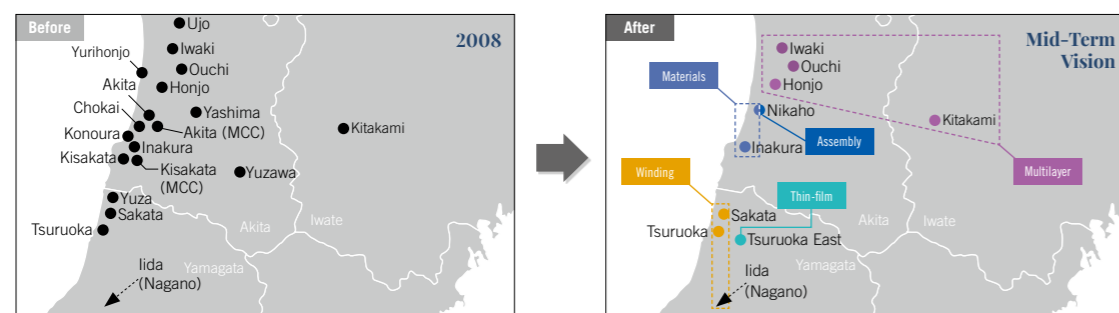 Before
2008
Ujo
Iwaki
Yurihonjo
Ouchi
Honjo
Akita
Chokai
Yashima
Akita (MCC)
Konoura
Kitakami
Inakura
Kisakata
Kisakata
(MCC)
Yuzawa
Yuza
Sakata
Tsuruoka
Akita
Iwate
Yamagata
Iida
(Nagano)
After
Mid-Term
Vision
Iwaki
Ouchi
Honjo
Materials
Nikaho
Kitakami
Assembly
Inakura
Winding
Multilayer
Thin-film
Sakata
Tsuruoka
Tsuruoka East
Akita
Iwate
Yamagata
Iida
(Nagano)